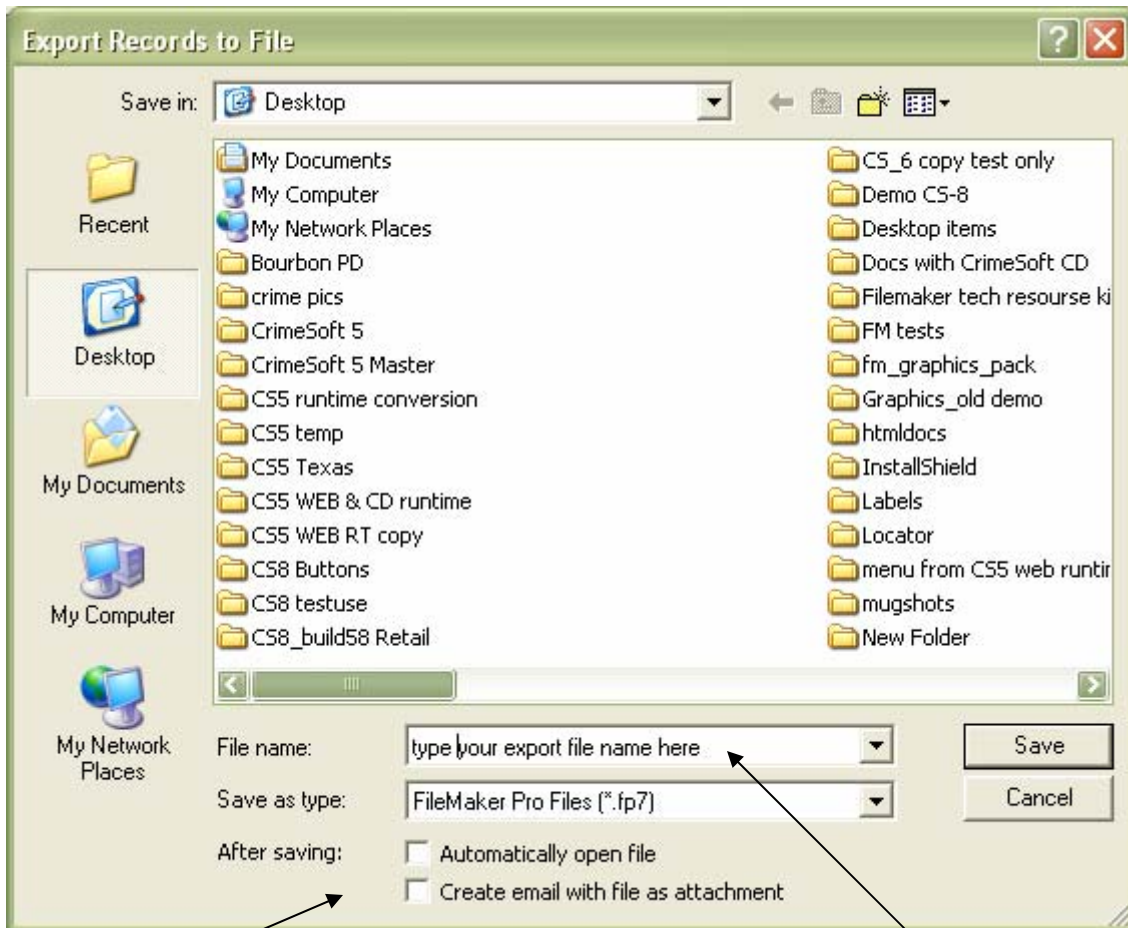 Export Records to File
Save in:
Desktop
Recent
Desktop
My Documents
My Computer
My Network
Places
My Documents
My Computer
My Network Places
Bourbon PD
crime pics
CrimeSoft 5
CrimeSoft 5 Master
CS5 runtime conversion
CS5 temp
CS5 Texas
CS5 WEB & CD runtime
CS5 WEB RT copy
CS8 Buttons
CS8 testuse
CS8_build58 Retail
CS_6 copy test only
Demo CS-8
Desktop items
Docs with CrimeSoft CD
Filemaker tech resourse ki
FM tests
fm_graphics_pack
Graphics_old demo
htmldocs
InstallShield
Labels
Locator
menu from CS5 web runtir
mugshots
New Folder
File name:
type your export file name here
Save
Save as type:
FileMaker Pro Files (*.fp7)
Cancel
After saving:
Automatically open file
Create email with file as attachment